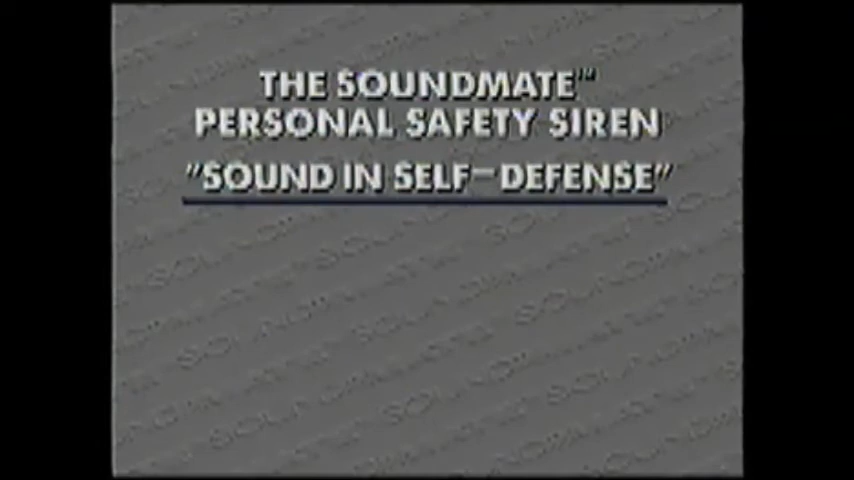 THE SOUNDMATE™
PERSONAL SAFETY SIREN
"SOUND IN SELF-DEFENSE"